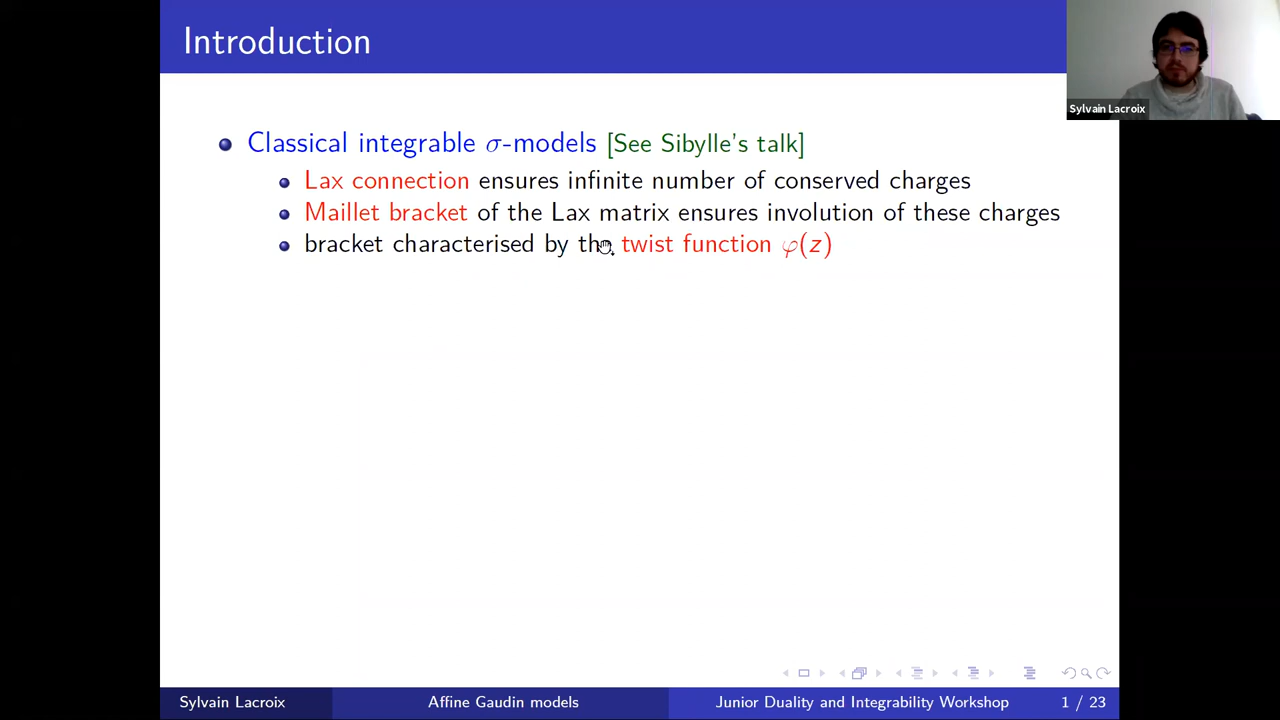 Introduction
Sylvain Lacroix
Classical integrable σ-models [See Sibylle's talk]
Lax connection ensures infinite number of conserved charges
Maillet bracket of the Lax matrix ensures involution of these charges
bracket characterised by the twist function φ(z)
Sylvain Lacroix Affine Gaudin models Junior Duality and Integrability Workshop 1 / 23